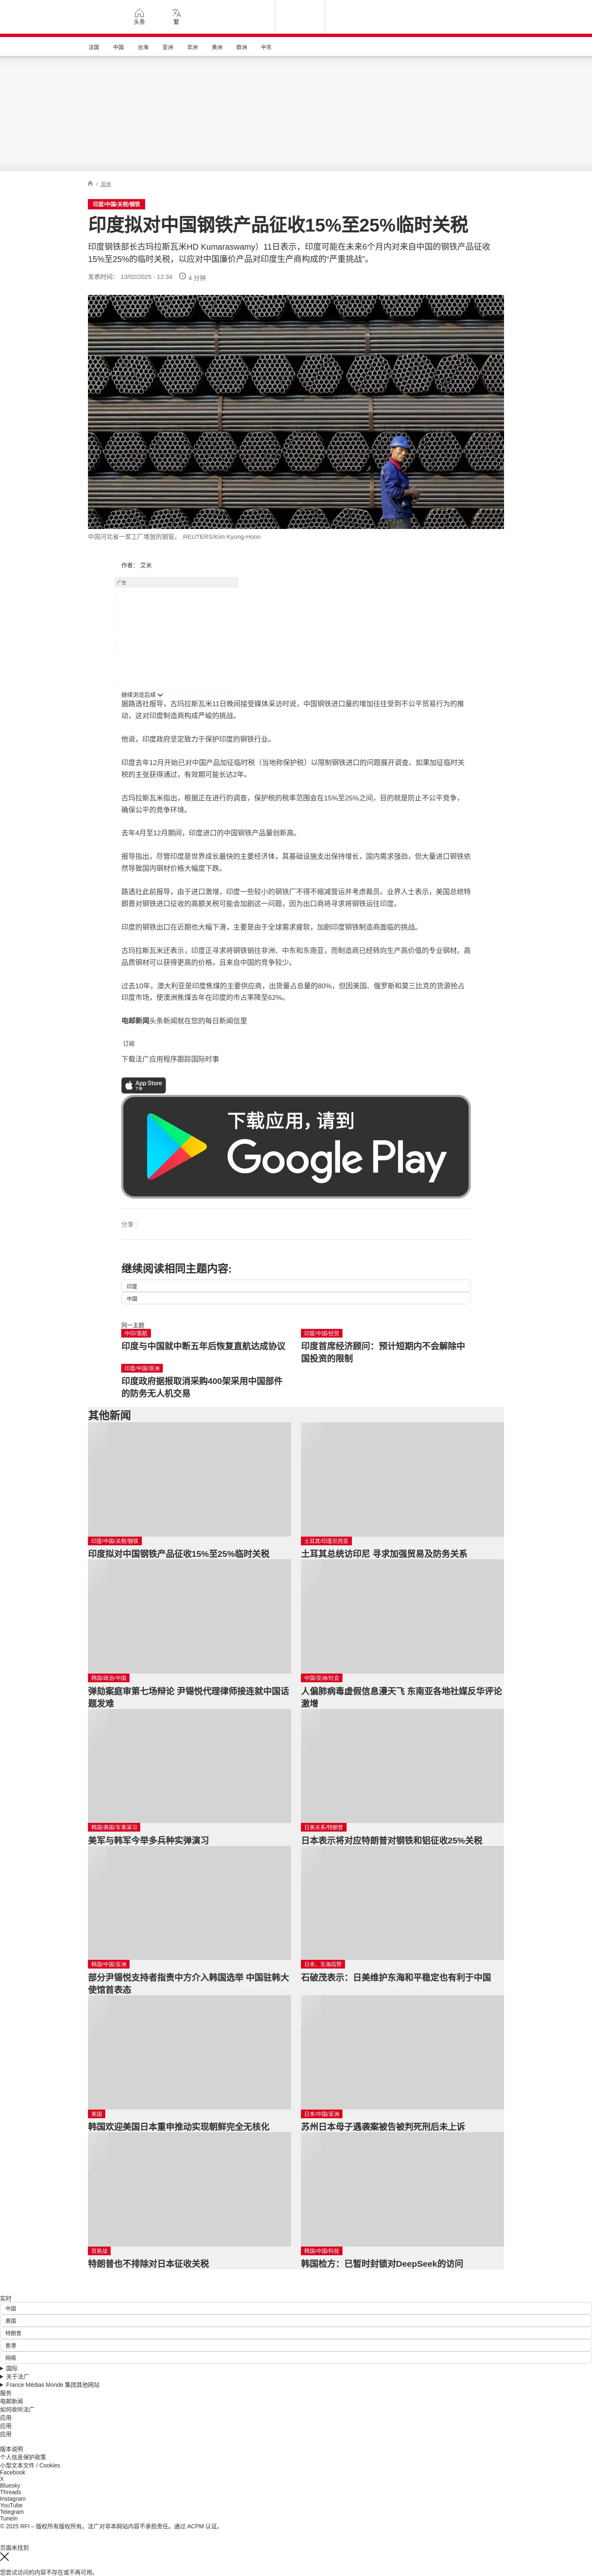 头条
繁
法国
中国
台海
亚洲
非洲
美洲
欧洲
中东
/ 亚洲
印度/中国/关税/钢铁
印度拟对中国钢铁产品征收15%至25%临时关税
印度钢铁部长古玛拉斯瓦米HD Kumaraswamy）11日表示，印度可能在未来6个月内对来自中国的钢铁产品征收
15%至25%的临时关税，以应对中国廉价产品对印度生产商构成的“严重挑战”。
发表时间： 13/02/2025 - 12:34
4 分钟
中国河北省一家工厂堆放的钢管。 REUTERS/Kim Kyung-Hoon
作者： 艾米
广告
继续浏览后续
据路透社报导，古玛拉斯瓦米11日晚间接受媒体采访时说，中国钢铁进口量的增加往往受到不公平贸易行为的推
动，这对印度制造商构成严峻的挑战。
他说，印度政府坚定致力于保护印度的钢铁行业。
印度去年12月开始已对中国产品加征临时税（当地称保护税）以限制钢铁进口的问题展开调查。如果加征临时关
税的主张获得通过，有效期可能长达2年。
古玛拉斯瓦米指出，根据正在进行的调查，保护税的税率范围会在15%至25%之间，目的就是防止不公平竞争，
确保公平的竞争环境。
去年4月至12月期间，印度进口的中国钢铁产品量创新高。
报导指出，尽管印度是世界成长最快的主要经济体，其基础设施支出保持增长，国内需求强劲，但大量进口钢铁依
然导致国内钢材价格大幅度下跌。
路透社此前报导，由于进口激增，印度一些较小的钢铁厂不得不缩减营运并考虑裁员。业界人士表示，美国总统特
朗普对钢铁进口征收的高额关税可能会加剧这一问题，因为出口商将寻求将钢铁运往印度。
印度的钢铁出口在近期也大幅下滑，主要是由于全球需求疲软，加剧印度钢铁制造商面临的挑战。
古玛拉斯瓦米还表示，印度正寻求将钢铁销往非洲、中东和东南亚，而制造商已经转向生产高价值的专业钢材。高
品质钢材可以获得更高的价格，且来自中国的竞争较少。
过去10年，澳大利亚是印度焦煤的主要供应商，出货量占总量的80%，但因美国、俄罗斯和莫三比克的货源抢占
印度市场，使澳洲焦煤去年在印度的市占率降至62%。
电邮新闻头条新闻就在您的每日新闻信里
订阅
下载法广应用程序跟踪国际时事
App Store
下载
下载应用，请到
Google Play
分享 :
继续阅读相同主题内容:
印度
中国
同一主题
中印/直航
印度与中国就中断五年后恢复直航达成协议
印度/中国/经贸
印度首席经济顾问：预计短期内不会解除中
国投资的限制
印度/中国/亚洲
印度政府据报取消采购400架采用中国部件
的防务无人机交易
其他新闻
印度/中国/关税/钢铁
印度拟对中国钢铁产品征收15%至25%临时关税
土耳其/印度尼西亚
土耳其总统访印尼 寻求加强贸易及防务关系
韩国/政治/中国
弹劾案庭审第七场辩论 尹锡悦代理律师接连就中国话
题发难
中国/亚洲/社会
人偏肺病毒虚假信息漫天飞 东南亚各地社媒反华评论
激增
韩国/美国/军事演习
美军与韩军今举多兵种实弹演习
日美关系/特朗普
日本表示将对应特朗普对钢铁和铝征收25%关税
韩国/中国/亚洲
部分尹锡悦支持者指责中方介入韩国选举 中国驻韩大
使馆首表态
日本、东海局势
石破茂表示：日美维护东海和平稳定也有利于中国
美国
韩国欢迎美国日本重申推动实现朝鲜完全无核化
日本/中国/亚洲
苏州日本母子遇袭案被告被判死刑后未上诉
贸易战
特朗普也不排除对日本征收关税
韩国/中国/科技
韩国检方：已暂时封锁对DeepSeek的访问
实时
中国
美国
特朗普
香港
网络
国际
关于法广
France Médias Monde 集团其他网站
服务
电邮新闻
如何收听法广
应用
应用
应用
版本说明
个人信息保护政策
小型文本文件 / Cookies
Facebook
X
Bluesky
Threads
Instagram
YouTube
Telegram
TuneIn
© 2025 RFI – 版权所有版权所有。法广对非本网站内容不承担责任。通过 ACPM 认证。
页面未找到
您尝试访问的内容不存在或不再可用。